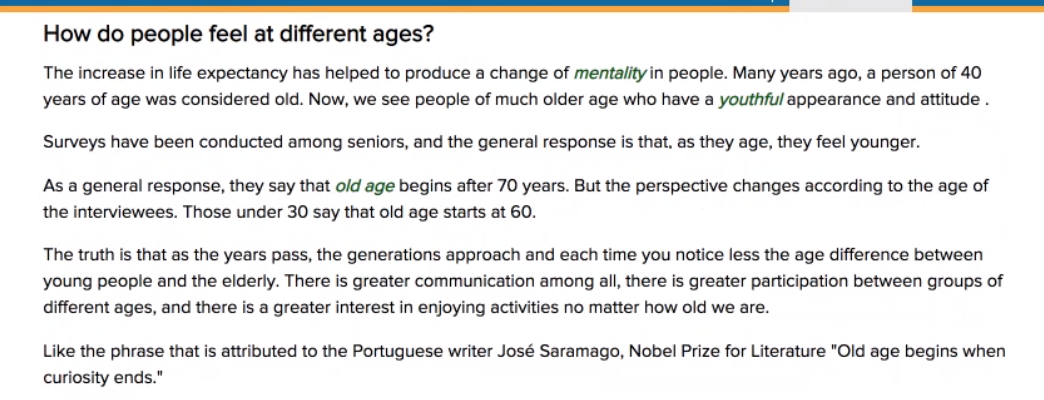 How do people feel at different ages?
The increase in life expectancy has helped to produce a change of mentality in people. Many years ago, a person of 40
years of age was considered old. Now, we see people of much older age who have a youthful appearance and attitude .
Surveys have been conducted among seniors, and the general response is that, as they age, they feel younger.
As a general response, they say that old age begins after 70 years. But the perspective changes according to the age of
the interviewees. Those under 30 say that old age starts at 60.
The truth is that as the years pass, the generations approach and each time you notice less the age difference between
young people and the elderly. There is greater communication among all, there is greater participation between groups of
different ages, and there is a greater interest in enjoying activities no matter how old we are.
Like the phrase that is attributed to the Portuguese writer José Saramago, Nobel Prize for Literature "Old age begins when
curiosity ends."